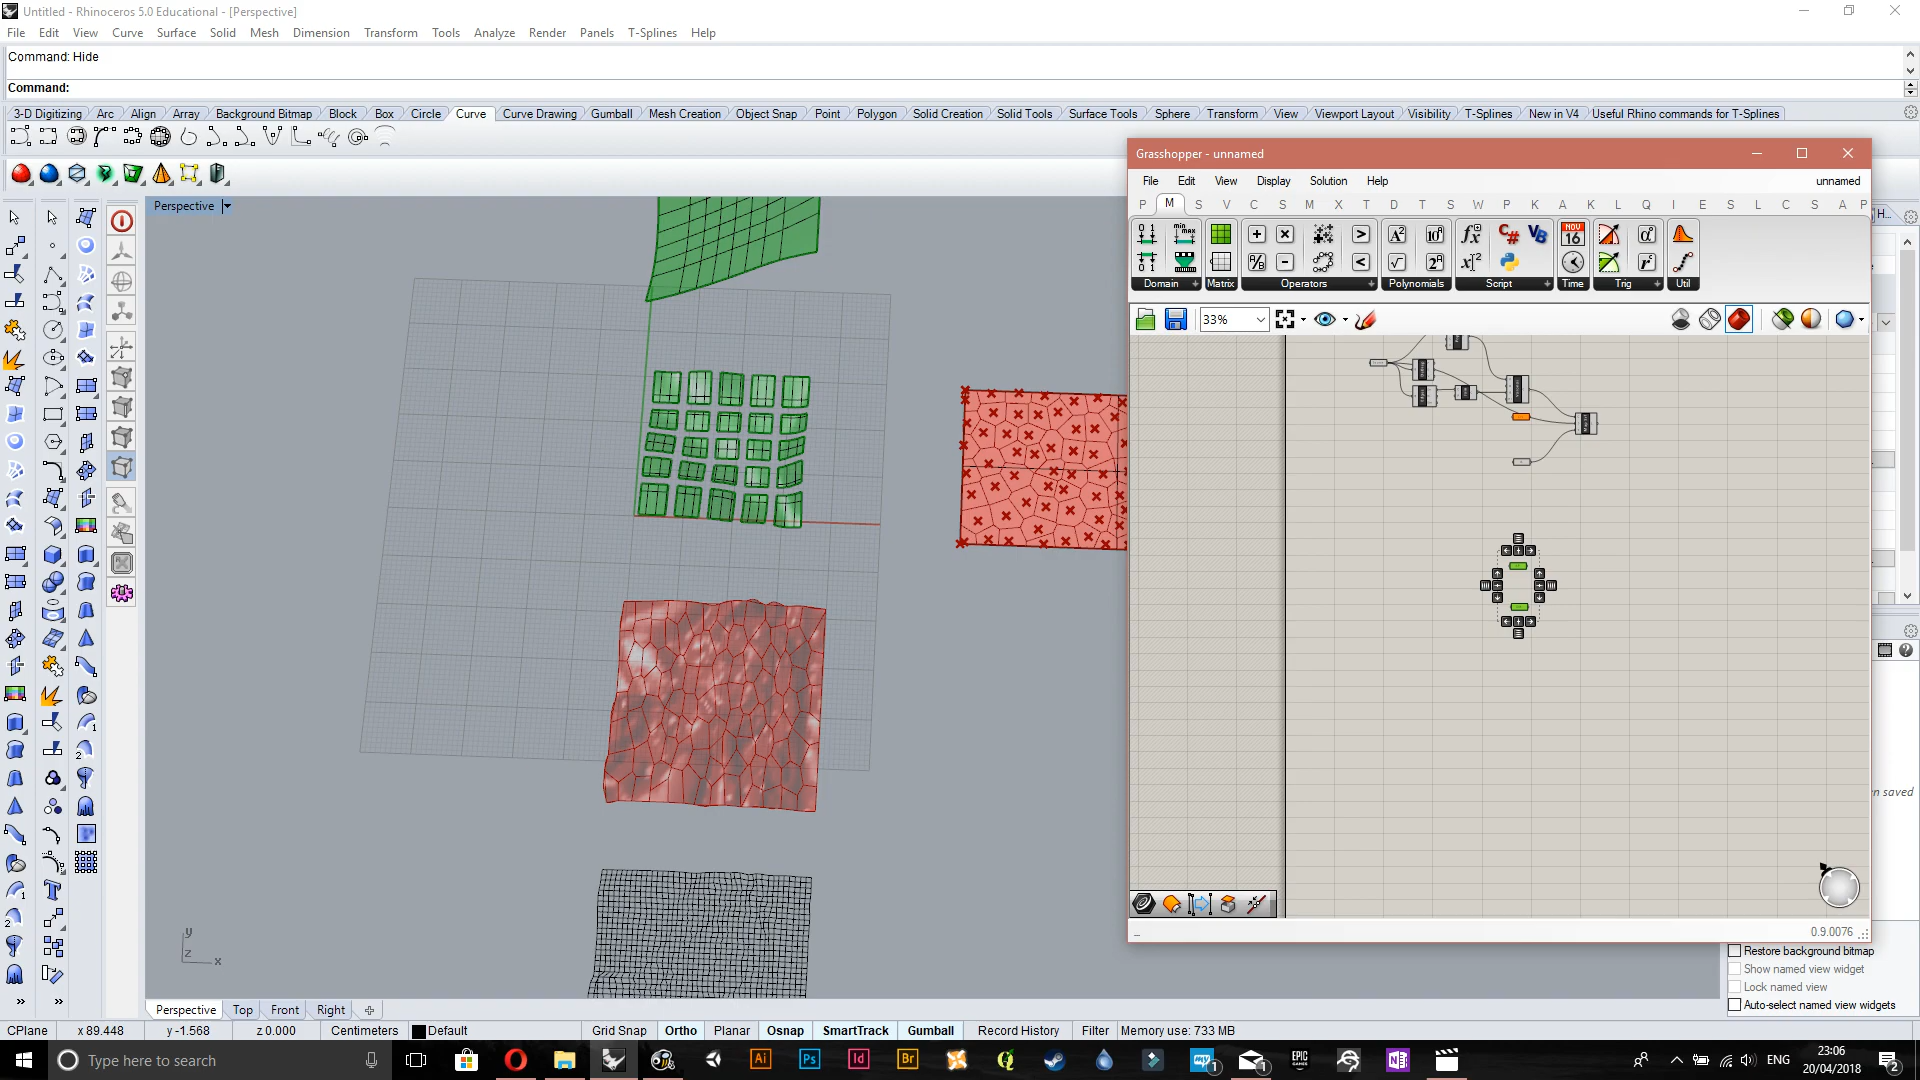 Untitled - Rhinoceros 5.0 Educational - [Perspective]
File Edit View Curve Surface Solid Mesh Dimension Transform Tools Analyze Render Panels T-Splines Help
Command: Hide
Command:
3-D Digitizing Arc Align Array Background Bitmap Block Box Circle Curve Curve Drawing Gumball Mesh Creation Object Snap Point Polygon Solid Creation Solid Tools Surface Tools Sphere Transform View Viewport Layout Visibility T-Splines New in V4 Useful Rhino commands for T-Splines
Perspective
Grasshopper - unnamed
File Edit View Display Solution Help unnamed
P M S V C S M X T D T S W P K A K L Q I E S L C S A P
Domain Matrix Operators Polynomials Script Time Trig Util
33%
H...
n saved
0.9.0076
Restore background bitmap
Show named view widget
Lock named view
Auto-select named view widgets
y
z x
Perspective Top Front Right
CPlane x 89.448 y -1.568 z 0.000 Centimeters Default Grid Snap Ortho Planar Osnap SmartTrack Gumball Record History Filter Memory use: 733 MB
Type here to search
Ai Ps Id Br
ENG
23:06
20/04/2018